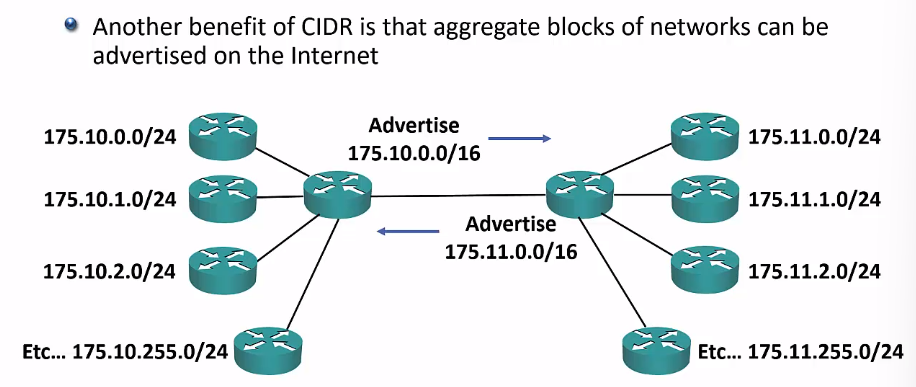 Another benefit of CIDR is that aggregate blocks of networks can be
advertised on the Internet
175.10.0.0/24
Advertise
175.10.0.0/16
175.11.0.0/24
175.10.1.0/24
175.11.1.0/24
Advertise
175.11.0.0/16
175.10.2.0/24
175.11.2.0/24
Etc... 175.10.255.0/24
Etc... 175.11.255.0/24